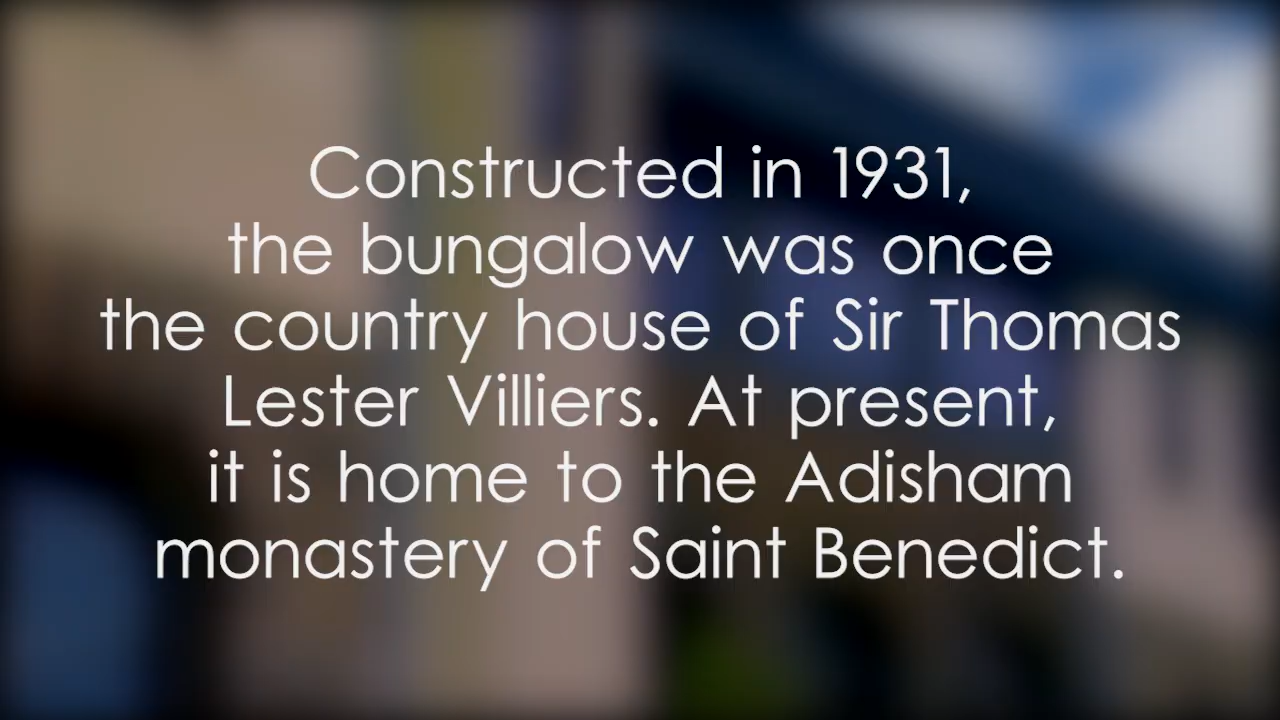 Constructed in 1931,
the bungalow was once
the country house of Sir Thomas
Lester Villiers. At present,
it is home to the Adisham
monastery of Saint Benedict.